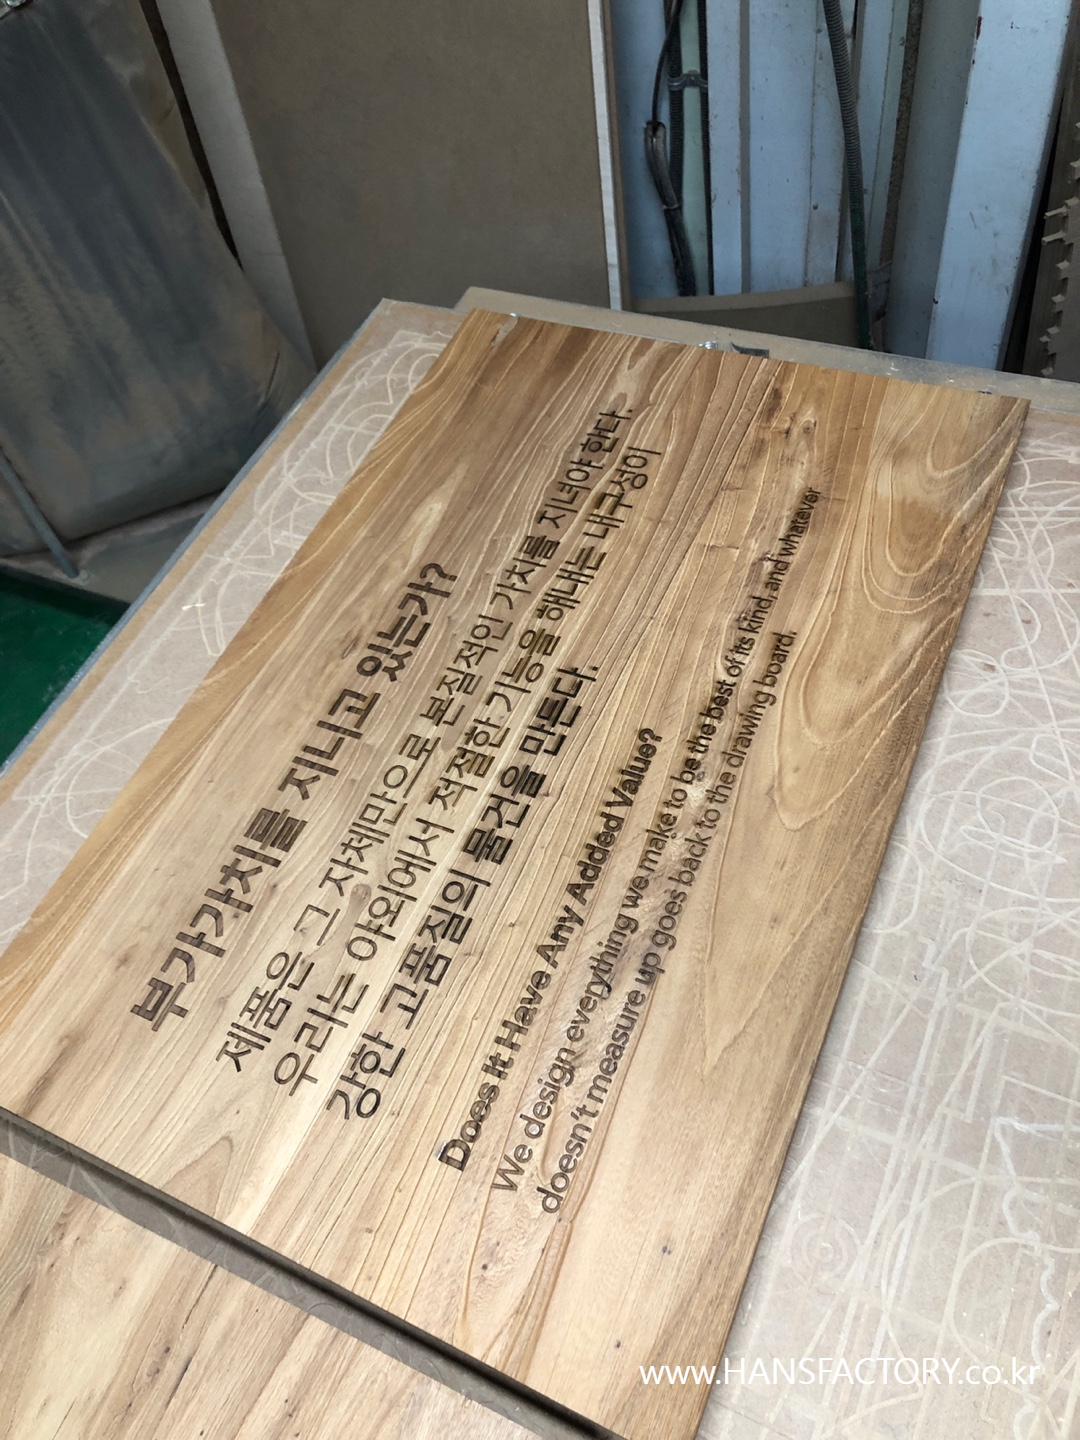 부가가치를 지니고 있는가?
제품은 그 자체만으로 본질적인 가치를 지녀야 한다.
우리는 야외에서 적절한 기능을 해내는 내구성이
강한 고품질의 물건을 만든다.
Does It Have Any Added Value?
We design everything we make to be the best of its kind, and whatever
doesn't measure up goes back to the drawing board.
www.HANSFACTORY.co.kr